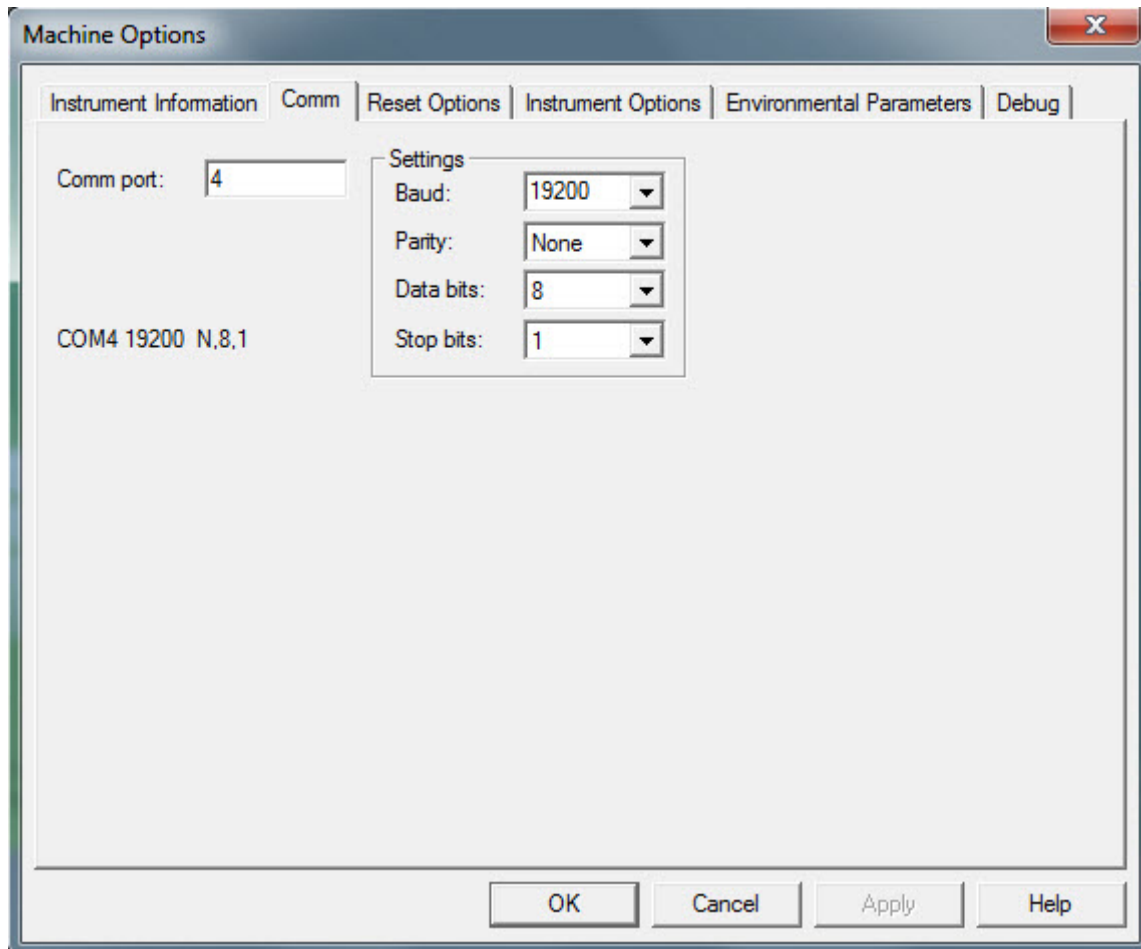 Machine Options
Instrument Information Comm Reset Options Instrument Options Environmental Parameters Debug
Comm port: 4
Settings
Baud: 19200
Parity: None
Data bits: 8
COM4 19200 N,8,1
Stop bits: 1
OK Cancel Apply Help